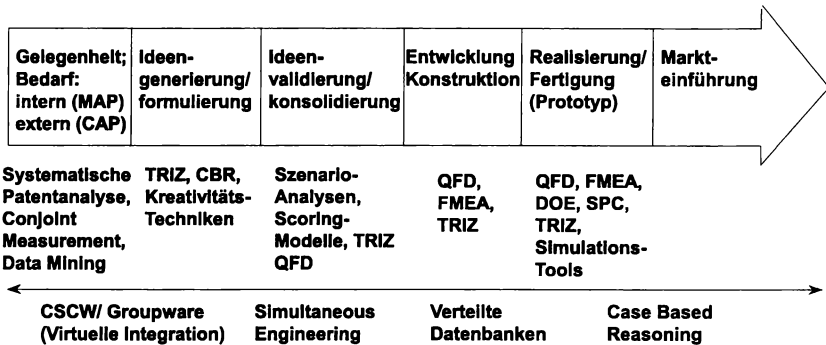 Gelegenheit;
Bedarf:
intern (MAP)
extern (CAP)
Ideen-
generierung/
formulierung
Ideen-
validierung/
konsolidierung
Entwicklung
Konstruktion
Realisierung/
Fertigung
(Prototyp)
Markt-
einführung
Systematische
Patentanalyse,
Conjoint
Measurement,
Data Mining
TRIZ, CBR,
Kreativitäts-
Techniken
Szenario-
Analysen,
Scoring-
Modelle, TRIZ
QFD
QFD,
FMEA,
TRIZ
QFD, FMEA,
DOE, SPC,
TRIZ,
Simulations-
Tools
CSCW/ Groupware
(Virtuelle Integration)
Simultaneous
Engineering
Verteilte
Datenbanken
Case Based
Reasoning